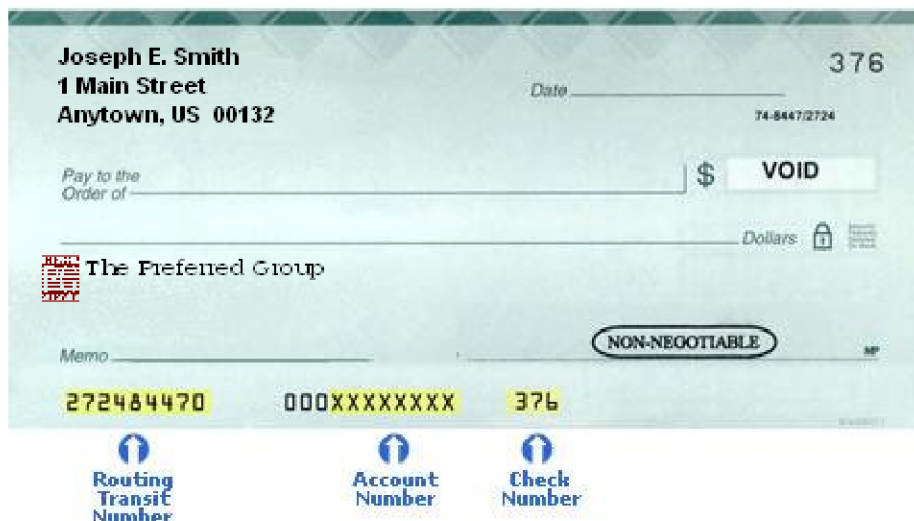 Joseph E. Smith
376
1 Main Street
Date
Anytown, US 00132
74-8447/2724
Pay to the
Order of
$ VOID
Dollars
The Preferred Group
NON-NEGOTIABLE
Memo
MP
272484470 000XXXXXXXX 376
Routing
Transit
Number
Account
Number
Check
Number